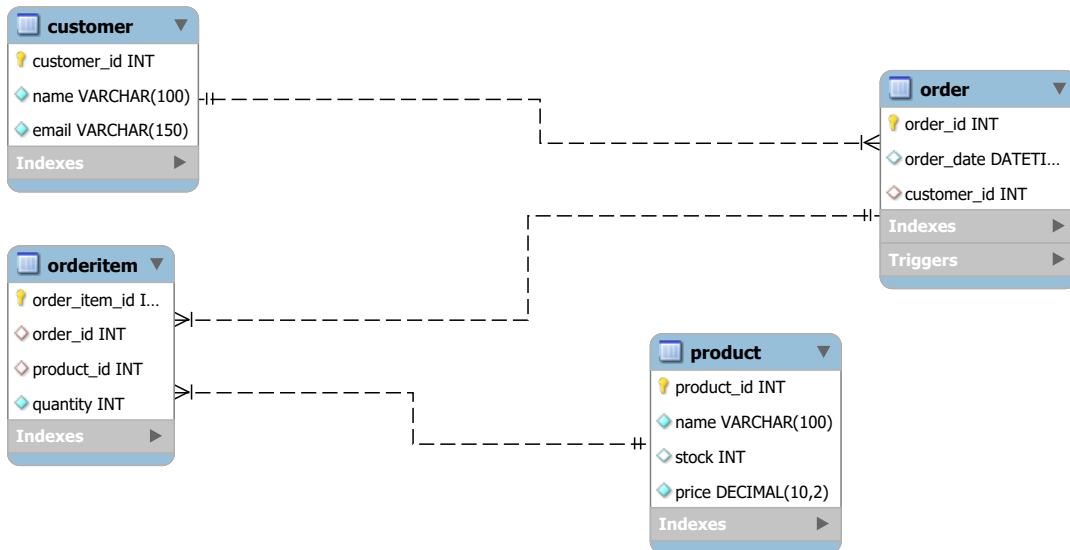 customer
customer_id INT
name VARCHAR(100)
email VARCHAR(150)
Indexes
order
order_id INT
order_date DATETI...
customer_id INT
Indexes
Triggers
orderitem
order_item_id I...
order_id INT
product_id INT
quantity INT
Indexes
product
product_id INT
name VARCHAR(100)
stock INT
price DECIMAL(10,2)
Indexes